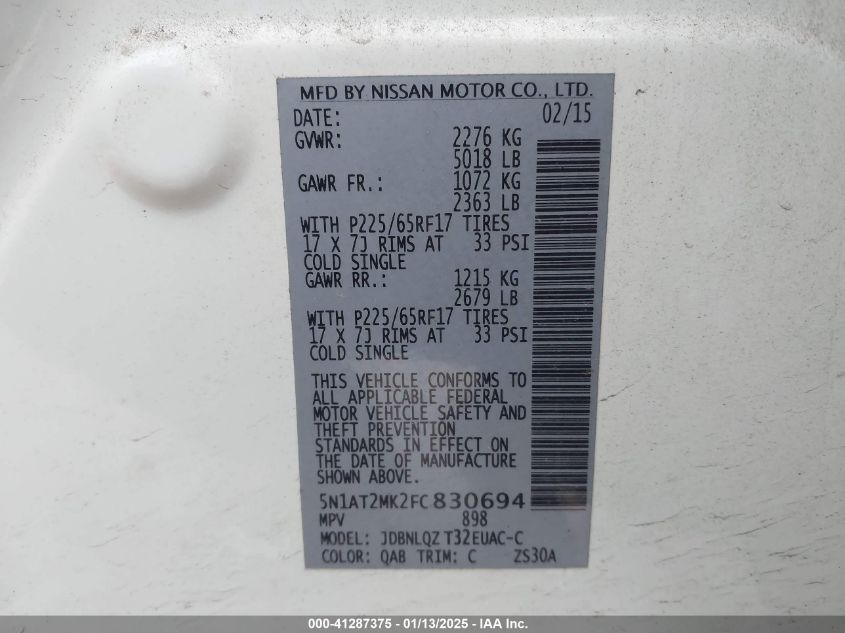 MFD BY NISSAN MOTOR CO., LTD.
DATE: 02/15
GVWR: 2276 KG
5018 LB
GAWR FR.: 1072 KG
2363 LB
WITH P225/65RF17 TIRES
17 X 7J RIMS AT 33 PSI
COLD SINGLE
GAWR RR.: 1215 KG
2679 LB
WITH P225/65RF17 TIRES
17 X 7J RIMS AT 33 PSI
COLD SINGLE
THIS VEHICLE CONFORMS TO
ALL APPLICABLE FEDERAL
MOTOR VEHICLE SAFETY AND
THEFT PREVENTION
STANDARDS IN EFFECT ON
THE DATE OF MANUFACTURE
SHOWN ABOVE.
5N1AT2MK2FC830694
MPV 898
MODEL: JDBNLQZ T32EUAC-C
COLOR: QAB TRIM: C ZS30A
000-41287375 - 01/13/2025 - IAA Inc.